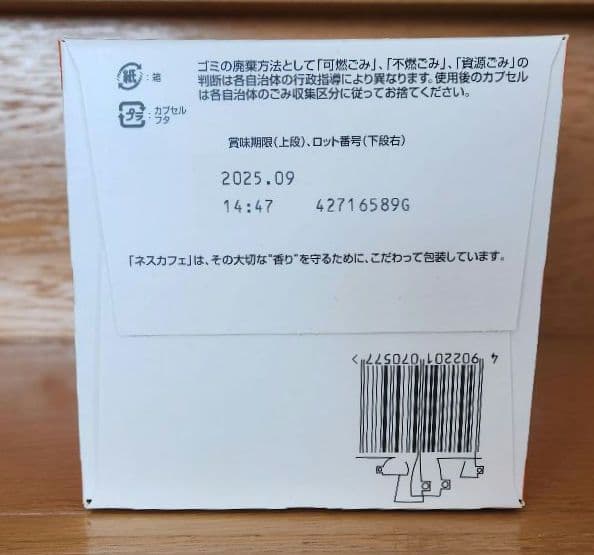 紙:箱
ゴミの廃棄方法として「可燃ごみ」、「不燃ごみ」、「資源ごみ」の
判断は各自治体の行政指導により異なります。使用後のカプセル
は各自治体のごみ収集区分に従ってお捨てください。
プラ:カプセル
フタ
賞味期限(上段)、ロット番号(下段右)
2025.09
14:47 42716589G
「ネスカフェ」は、その大切な"香り"を守るために、こだわって包装しています。
4 902201 070577 >